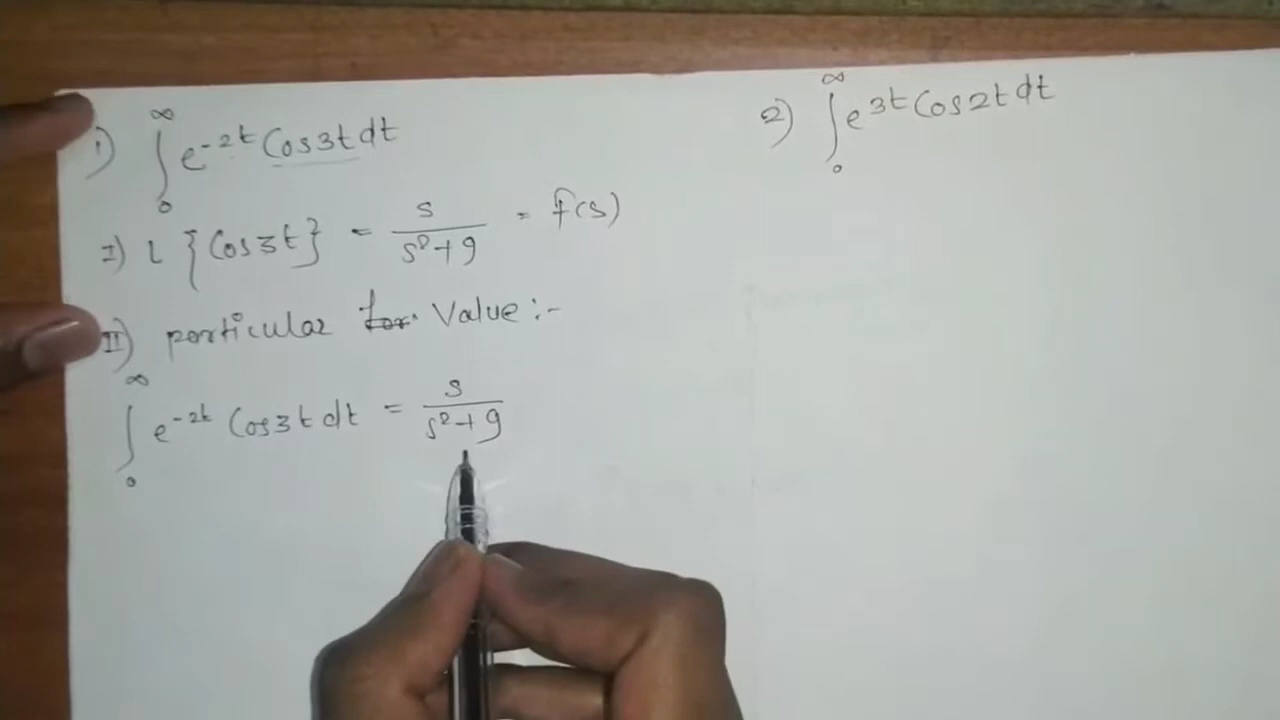 1) ∫₀^∞ e^{-2t} Cos3t dt
I) L {Cos3t} = s/(s²+9) = f(s)
II) particular for Value :-
∫₀^∞ e^{-2t} Cos3t dt = s/(s²+9)
2) ∫₀^∞ e^{3t} Cos2t dt